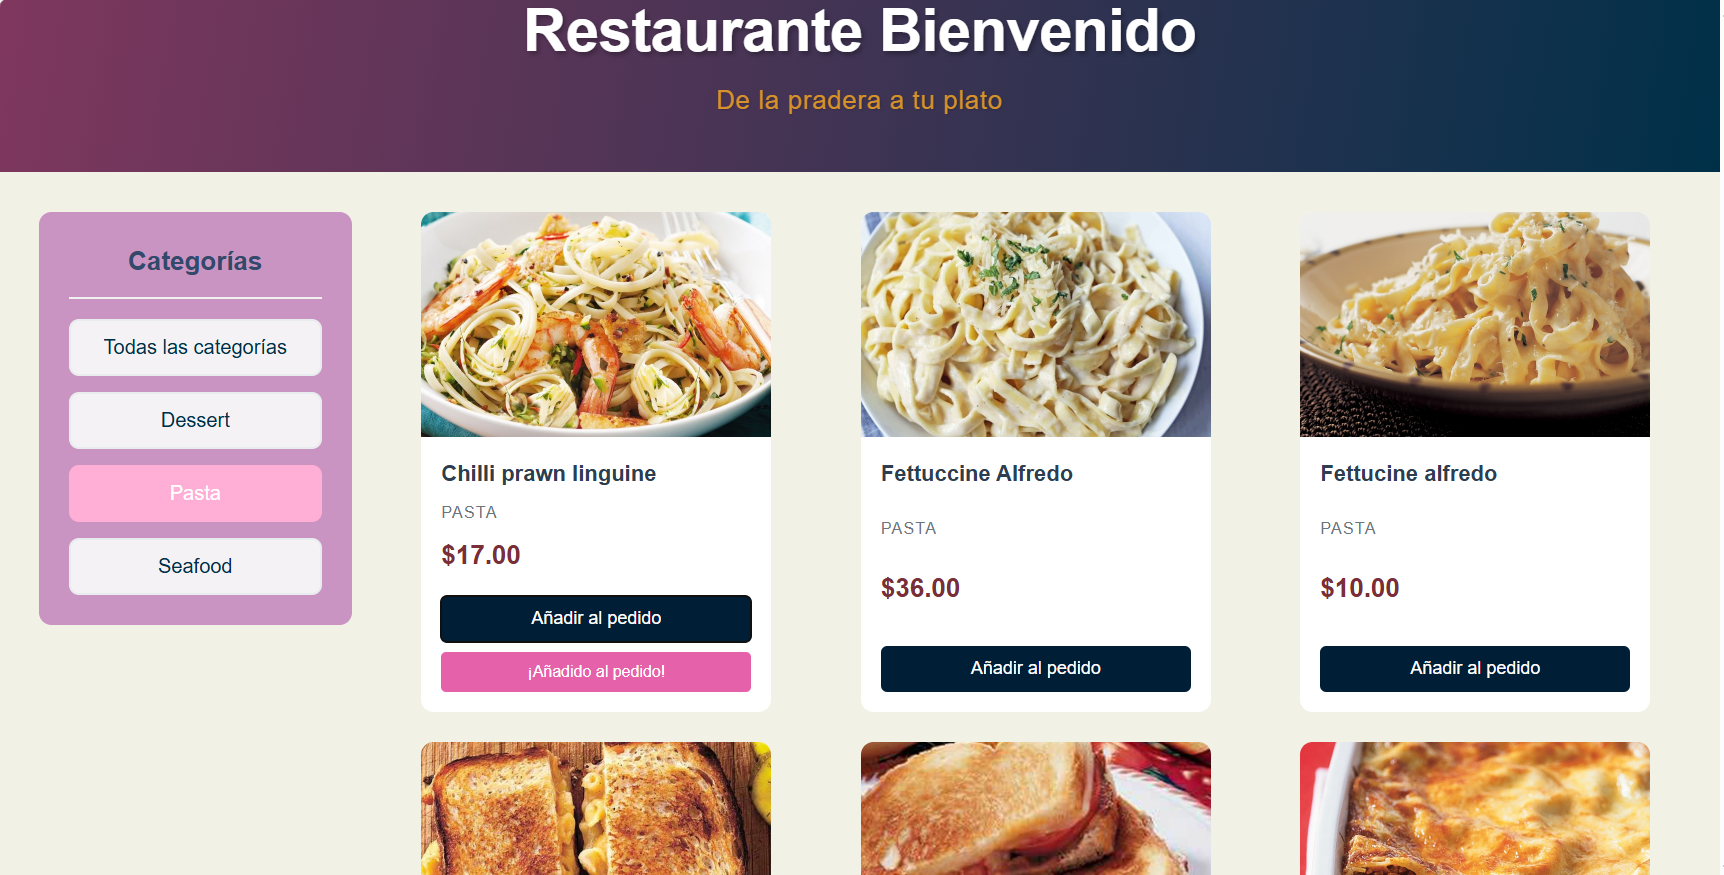 Restaurante Bienvenido
De la pradera a tu plato
Categorías
Todas las categorías
Dessert
Pasta
Seafood
Chilli prawn linguine
PASTA
$17.00
Añadir al pedido
¡Añadido al pedido!
Fettuccine Alfredo
PASTA
$36.00
Añadir al pedido
Fettucine alfredo
PASTA
$10.00
Añadir al pedido